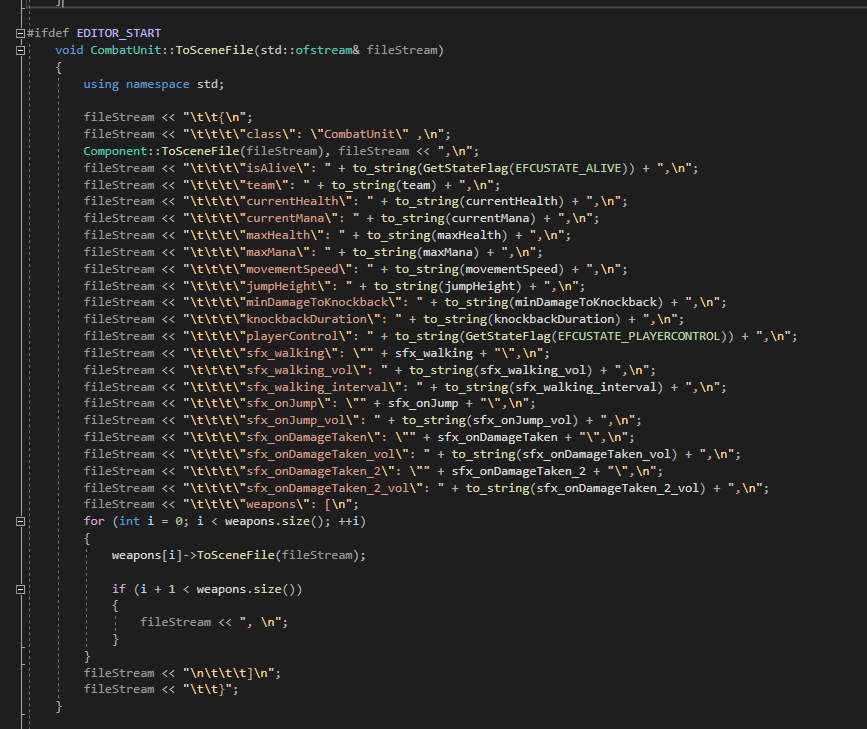 #ifdef EDITOR_START
void CombatUnit::ToSceneFile(std::ofstream& fileStream)
{
using namespace std;
fileStream << "\t\t{\n";
fileStream << "\t\t\t\"class\": \"CombatUnit\" ,\n";
Component::ToSceneFile(fileStream), fileStream << ",\n";
fileStream << "\t\t\t\"isAlive\": " + to_string(GetStateFlag(EFCUSTATE_ALIVE)) + ",\n";
fileStream << "\t\t\t\"team\": " + to_string(team) + ",\n";
fileStream << "\t\t\t\"currentHealth\": " + to_string(currentHealth) + ",\n";
fileStream << "\t\t\t\"currentMana\": " + to_string(currentMana) + ",\n";
fileStream << "\t\t\t\"maxHealth\": " + to_string(maxHealth) + ",\n";
fileStream << "\t\t\t\"maxMana\": " + to_string(maxMana) + ",\n";
fileStream << "\t\t\t\"movementSpeed\": " + to_string(movementSpeed) + ",\n";
fileStream << "\t\t\t\"jumpHeight\": " + to_string(jumpHeight) + ",\n";
fileStream << "\t\t\t\"minDamageToKnockback\": " + to_string(minDamageToKnockback) + ",\n";
fileStream << "\t\t\t\"knockbackDuration\": " + to_string(knockbackDuration) + ",\n";
fileStream << "\t\t\t\"playerControl\": " + to_string(GetStateFlag(EFCUSTATE_PLAYERCONTROL)) + ",\n";
fileStream << "\t\t\t\"sfx_walking\": \"" + sfx_walking + "\",\n";
fileStream << "\t\t\t\"sfx_walking_vol\": " + to_string(sfx_walking_vol) + ",\n";
fileStream << "\t\t\t\"sfx_walking_interval\": " + to_string(sfx_walking_interval) + ",\n";
fileStream << "\t\t\t\"sfx_onJump\": \"" + sfx_onJump + "\",\n";
fileStream << "\t\t\t\"sfx_onJump_vol\": " + to_string(sfx_onJump_vol) + ",\n";
fileStream << "\t\t\t\"sfx_onDamageTaken\": \"" + sfx_onDamageTaken + "\",\n";
fileStream << "\t\t\t\"sfx_onDamageTaken_vol\": " + to_string(sfx_onDamageTaken_vol) + ",\n";
fileStream << "\t\t\t\"sfx_onDamageTaken_2\": \"" + sfx_onDamageTaken_2 + "\",\n";
fileStream << "\t\t\t\"sfx_onDamageTaken_2_vol\": " + to_string(sfx_onDamageTaken_2_vol) + ",\n";
fileStream << "\t\t\t\"weapons\": [\n";
for (int i = 0; i < weapons.size(); ++i)
{
weapons[i]->ToSceneFile(fileStream);
if (i + 1 < weapons.size())
{
fileStream << ", \n";
}
}
fileStream << "\n\t\t\t]\n";
fileStream << "\t\t}";
}